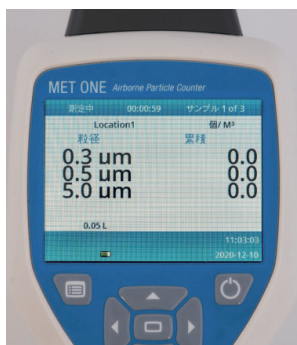 MET ONE Airborne Particle Counter
測定中 00:00:59 サンプル 1 of 3
Location1 個/ M³
粒径 累積
0.3 um 0.0
0.5 um 0.0
5.0 um 0.0
0.05 L
11:03:03
2020-12-10